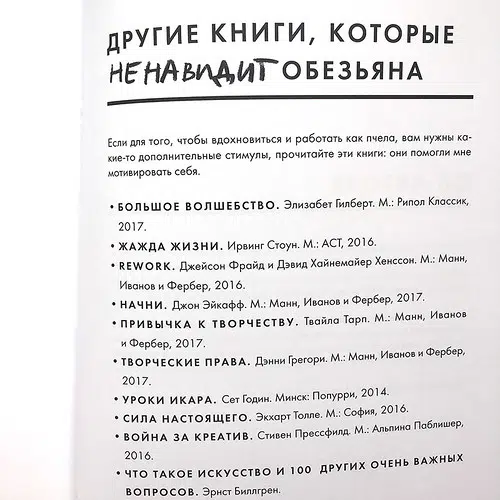 ДРУГИЕ КНИГИ, КОТОРЫЕ
НЕНАВИДИТ ОБЕЗЬЯНА
Если для того, чтобы вдохновиться и работать как пчела, вам нужны ка-
кие-то дополнительные стимулы, прочитайте эти книги: они помогли мне
мотивировать себя.
• БОЛЬШОЕ ВОЛШЕБСТВО. Элизабет Гилберт. М.: Рипол Классик,
2017.
• ЖАЖДА ЖИЗНИ. Ирвинг Стоун. М.: АСТ, 2016.
• REWORK. Джейсон Фрайд и Дэвид Хайнемайер Хенссон. М.: Манн,
Иванов и Фербер, 2016.
• НАЧНИ. Джон Эйкафф. М.: Манн, Иванов и Фербер, 2017.
• ПРИВЫЧКА К ТВОРЧЕСТВУ. Твайла Тарп. М.: Манн, Иванов
и Фербер, 2017.
• ТВОРЧЕСКИЕ ПРАВА. Дэнни Грегори. М.: Манн, Иванов и Фербер,
2017.
• УРОКИ ИКАРА. Сет Годин. Минск: Попурри, 2014.
• СИЛА НАСТОЯЩЕГО. Экхарт Толле. М.: София, 2016.
• ВОЙНА ЗА КРЕАТИВ. Стивен Прессфилд. М.: Альпина Паблишер,
2016.
• ЧТО ТАКОЕ ИСКУССТВО И 100 ДРУГИХ ОЧЕНЬ ВАЖНЫХ
ВОПРОСОВ. Эрнст Биллгрен.